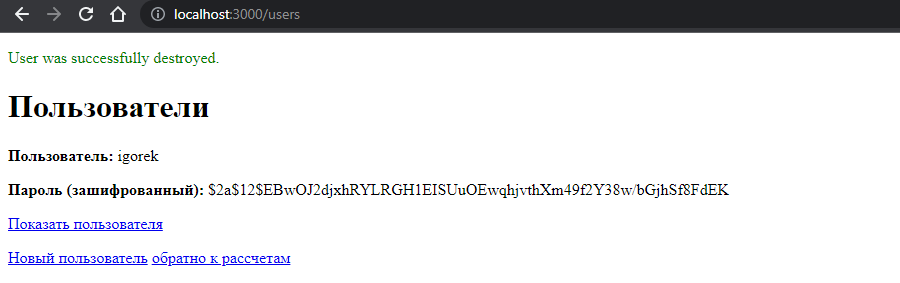 localhost:3000/users
User was successfully destroyed.
Пользователи
Пользователь: igorek
Пароль (зашифрованный): $2a$12$EBwOJ2djxhRYLRGH1EISUuOEwqhjvthXm49f2Y38w/bGjhSf8FdEK
Показать пользователя
Новый пользователь обратно к рассчетам